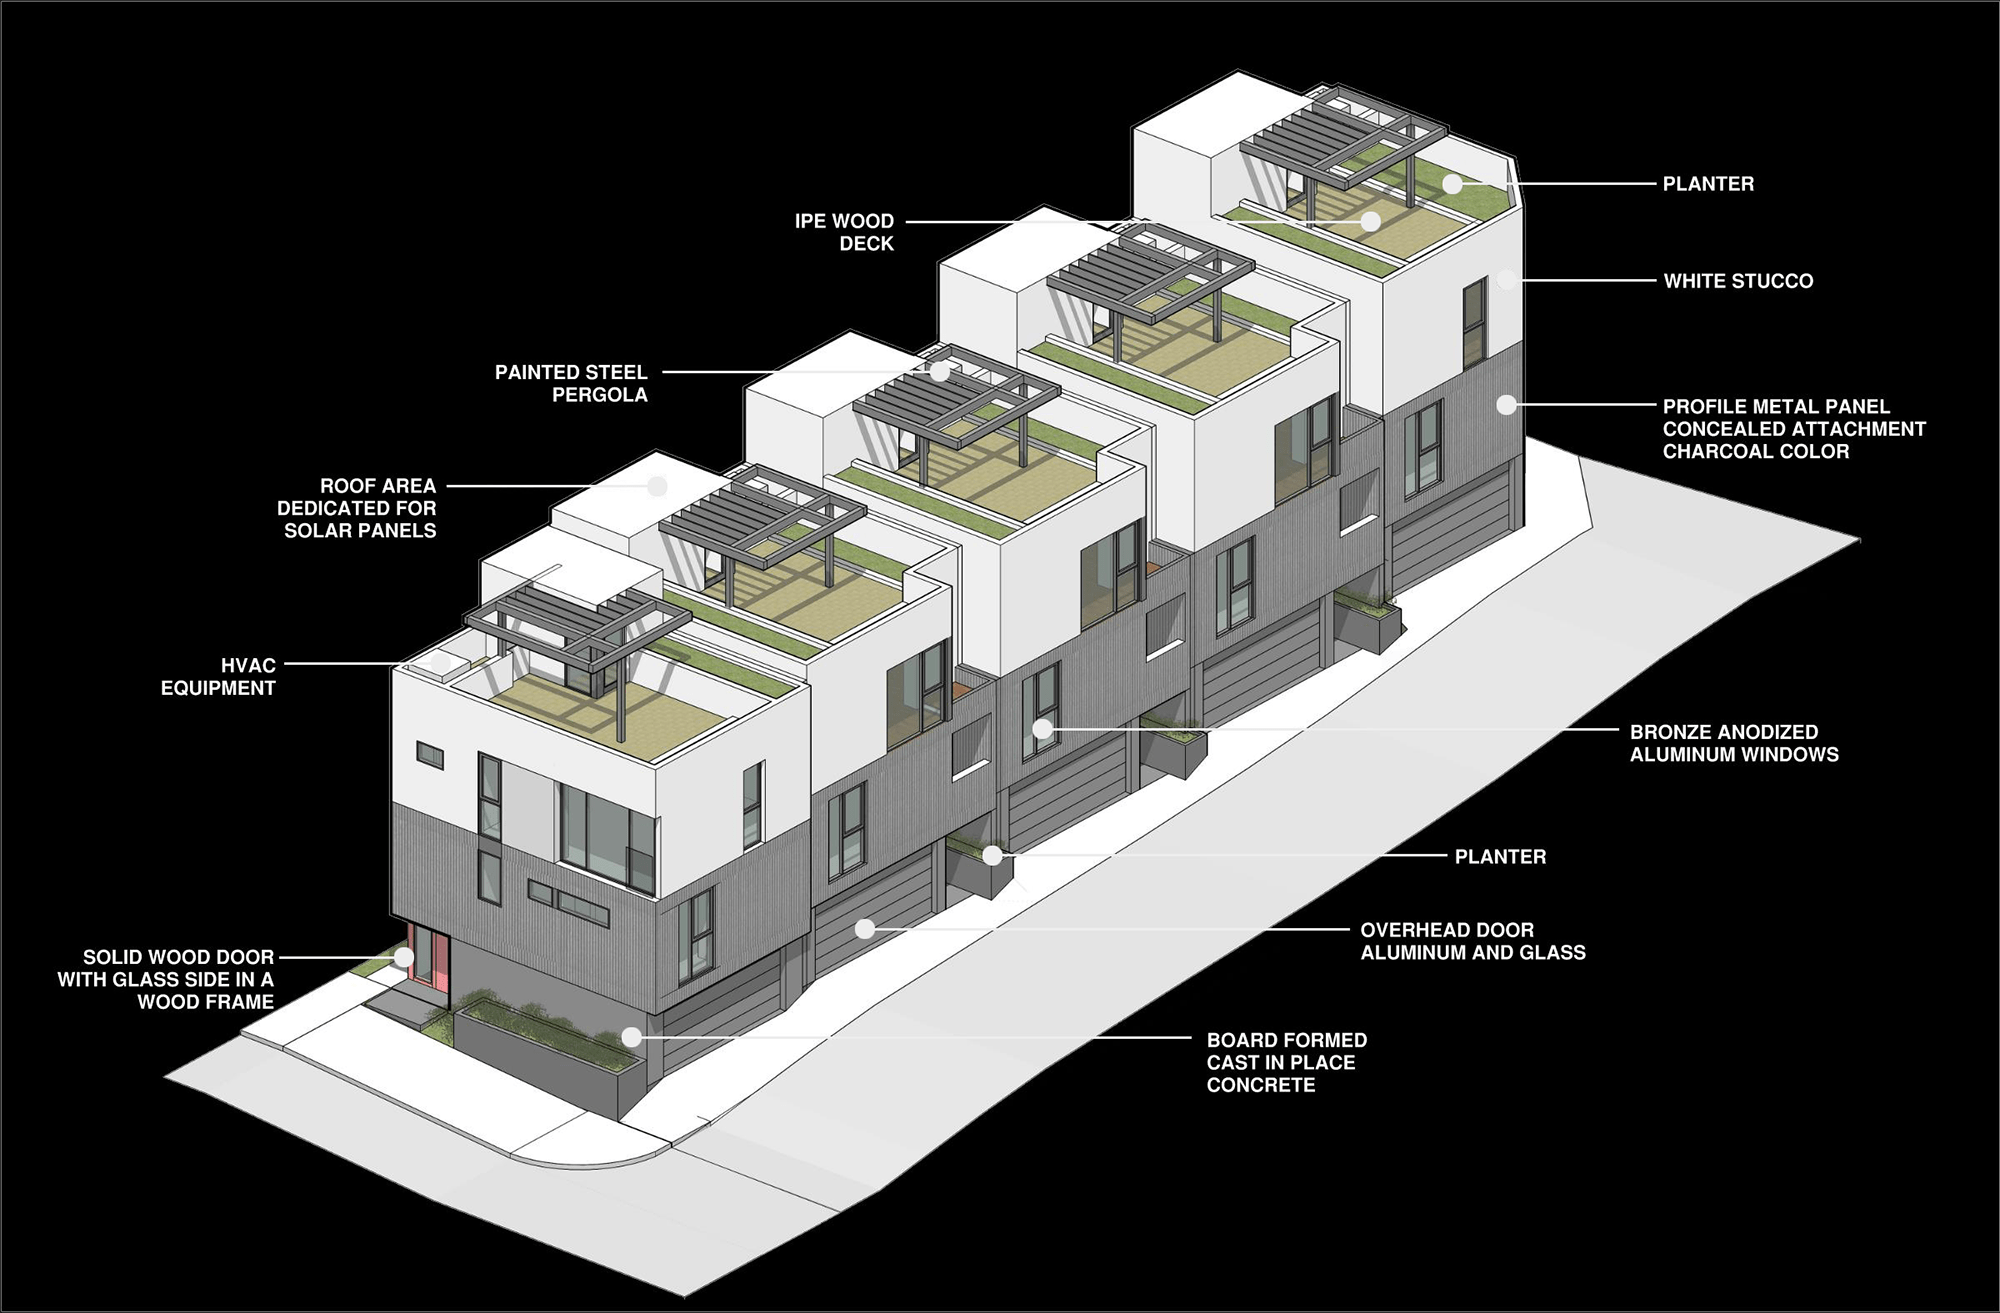 PLANTER
IPE WOOD
DECK
WHITE STUCCO
PAINTED STEEL
PERGOLA
PROFILE METAL PANEL
CONCEALED ATTACHMENT
CHARCOAL COLOR
ROOF AREA
DEDICATED FOR
SOLAR PANELS
HVAC
EQUIPMENT
BRONZE ANODIZED
ALUMINUM WINDOWS
PLANTER
OVERHEAD DOOR
ALUMINUM AND GLASS
SOLID WOOD DOOR
WITH GLASS SIDE IN A
WOOD FRAME
BOARD FORMED
CAST IN PLACE
CONCRETE